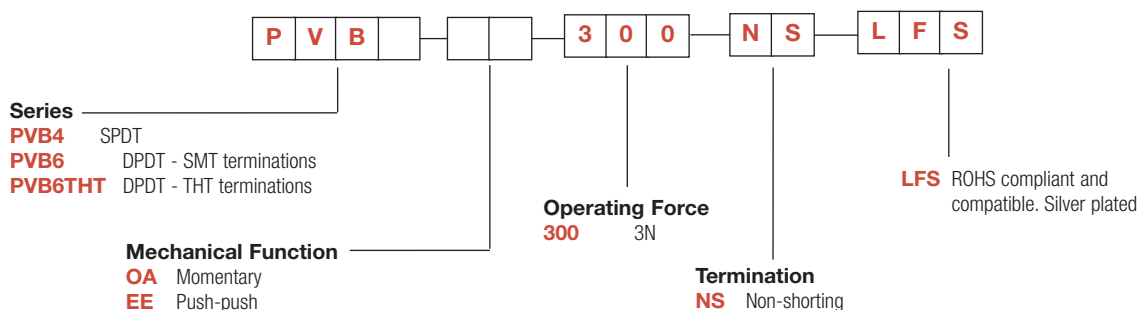 P V B 3 0 0 N S L F S
Series
PVB4 SPDT
PVB6 DPDT - SMT terminations
PVB6THT DPDT - THT terminations
Mechanical Function
OA Momentary
EE Push-push
Operating Force
300 3N
Termination
NS Non-shorting
LFS ROHS compliant and
compatible. Silver plated